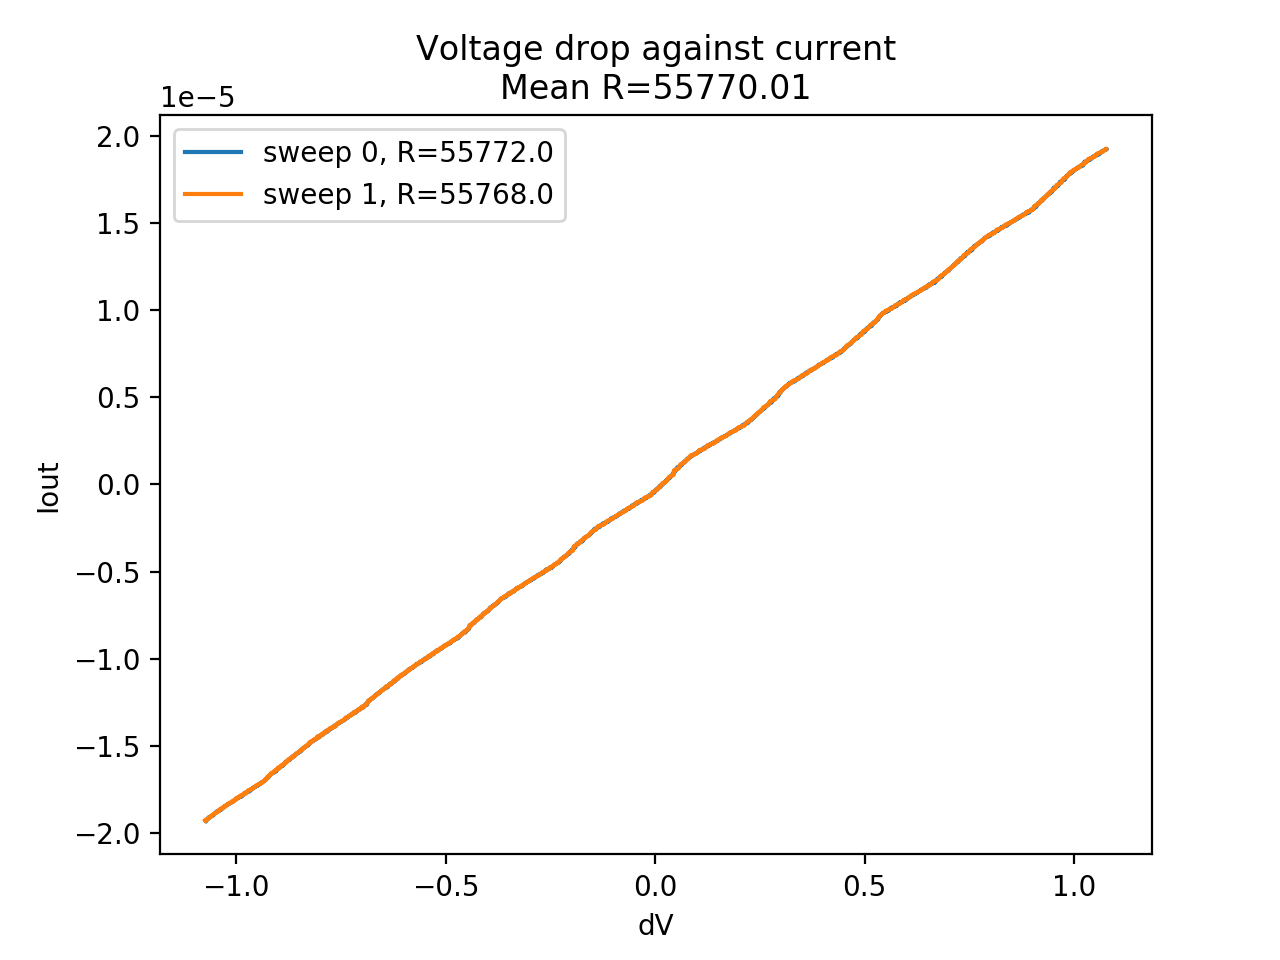 Voltage drop against current
Mean R=55770.01
1e−5
sweep 0, R=55772.0
sweep 1, R=55768.0
2.0
1.5
1.0
0.5
0.0
−0.5
−1.0
−1.5
−2.0
Iout
−1.0 −0.5 0.0 0.5 1.0
dV